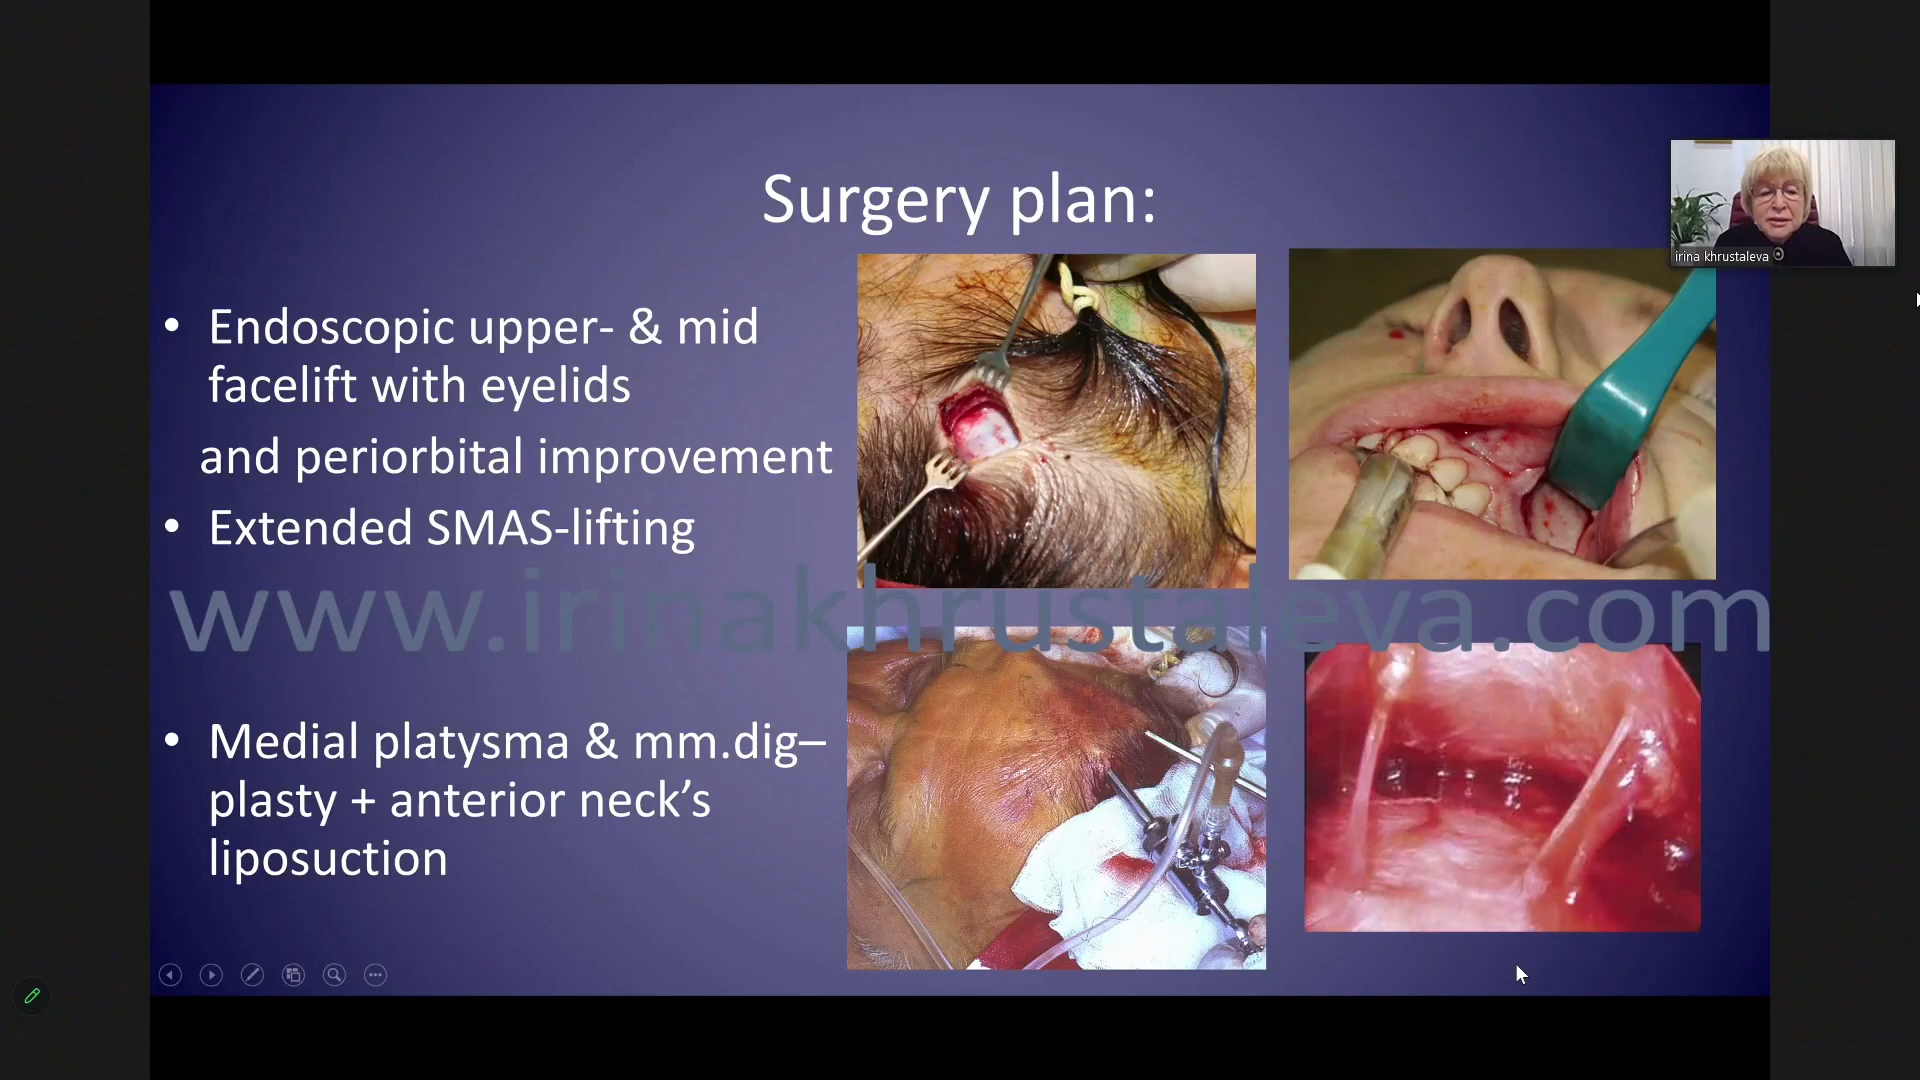 Surgery plan:
• Endoscopic upper- & mid
facelift with eyelids
and periorbital improvement
• Extended SMAS-lifting
www.irinakhrustaleva.com
• Medial platysma & mm.dig–
plasty + anterior neck’s
liposuction
irina khrustaleva